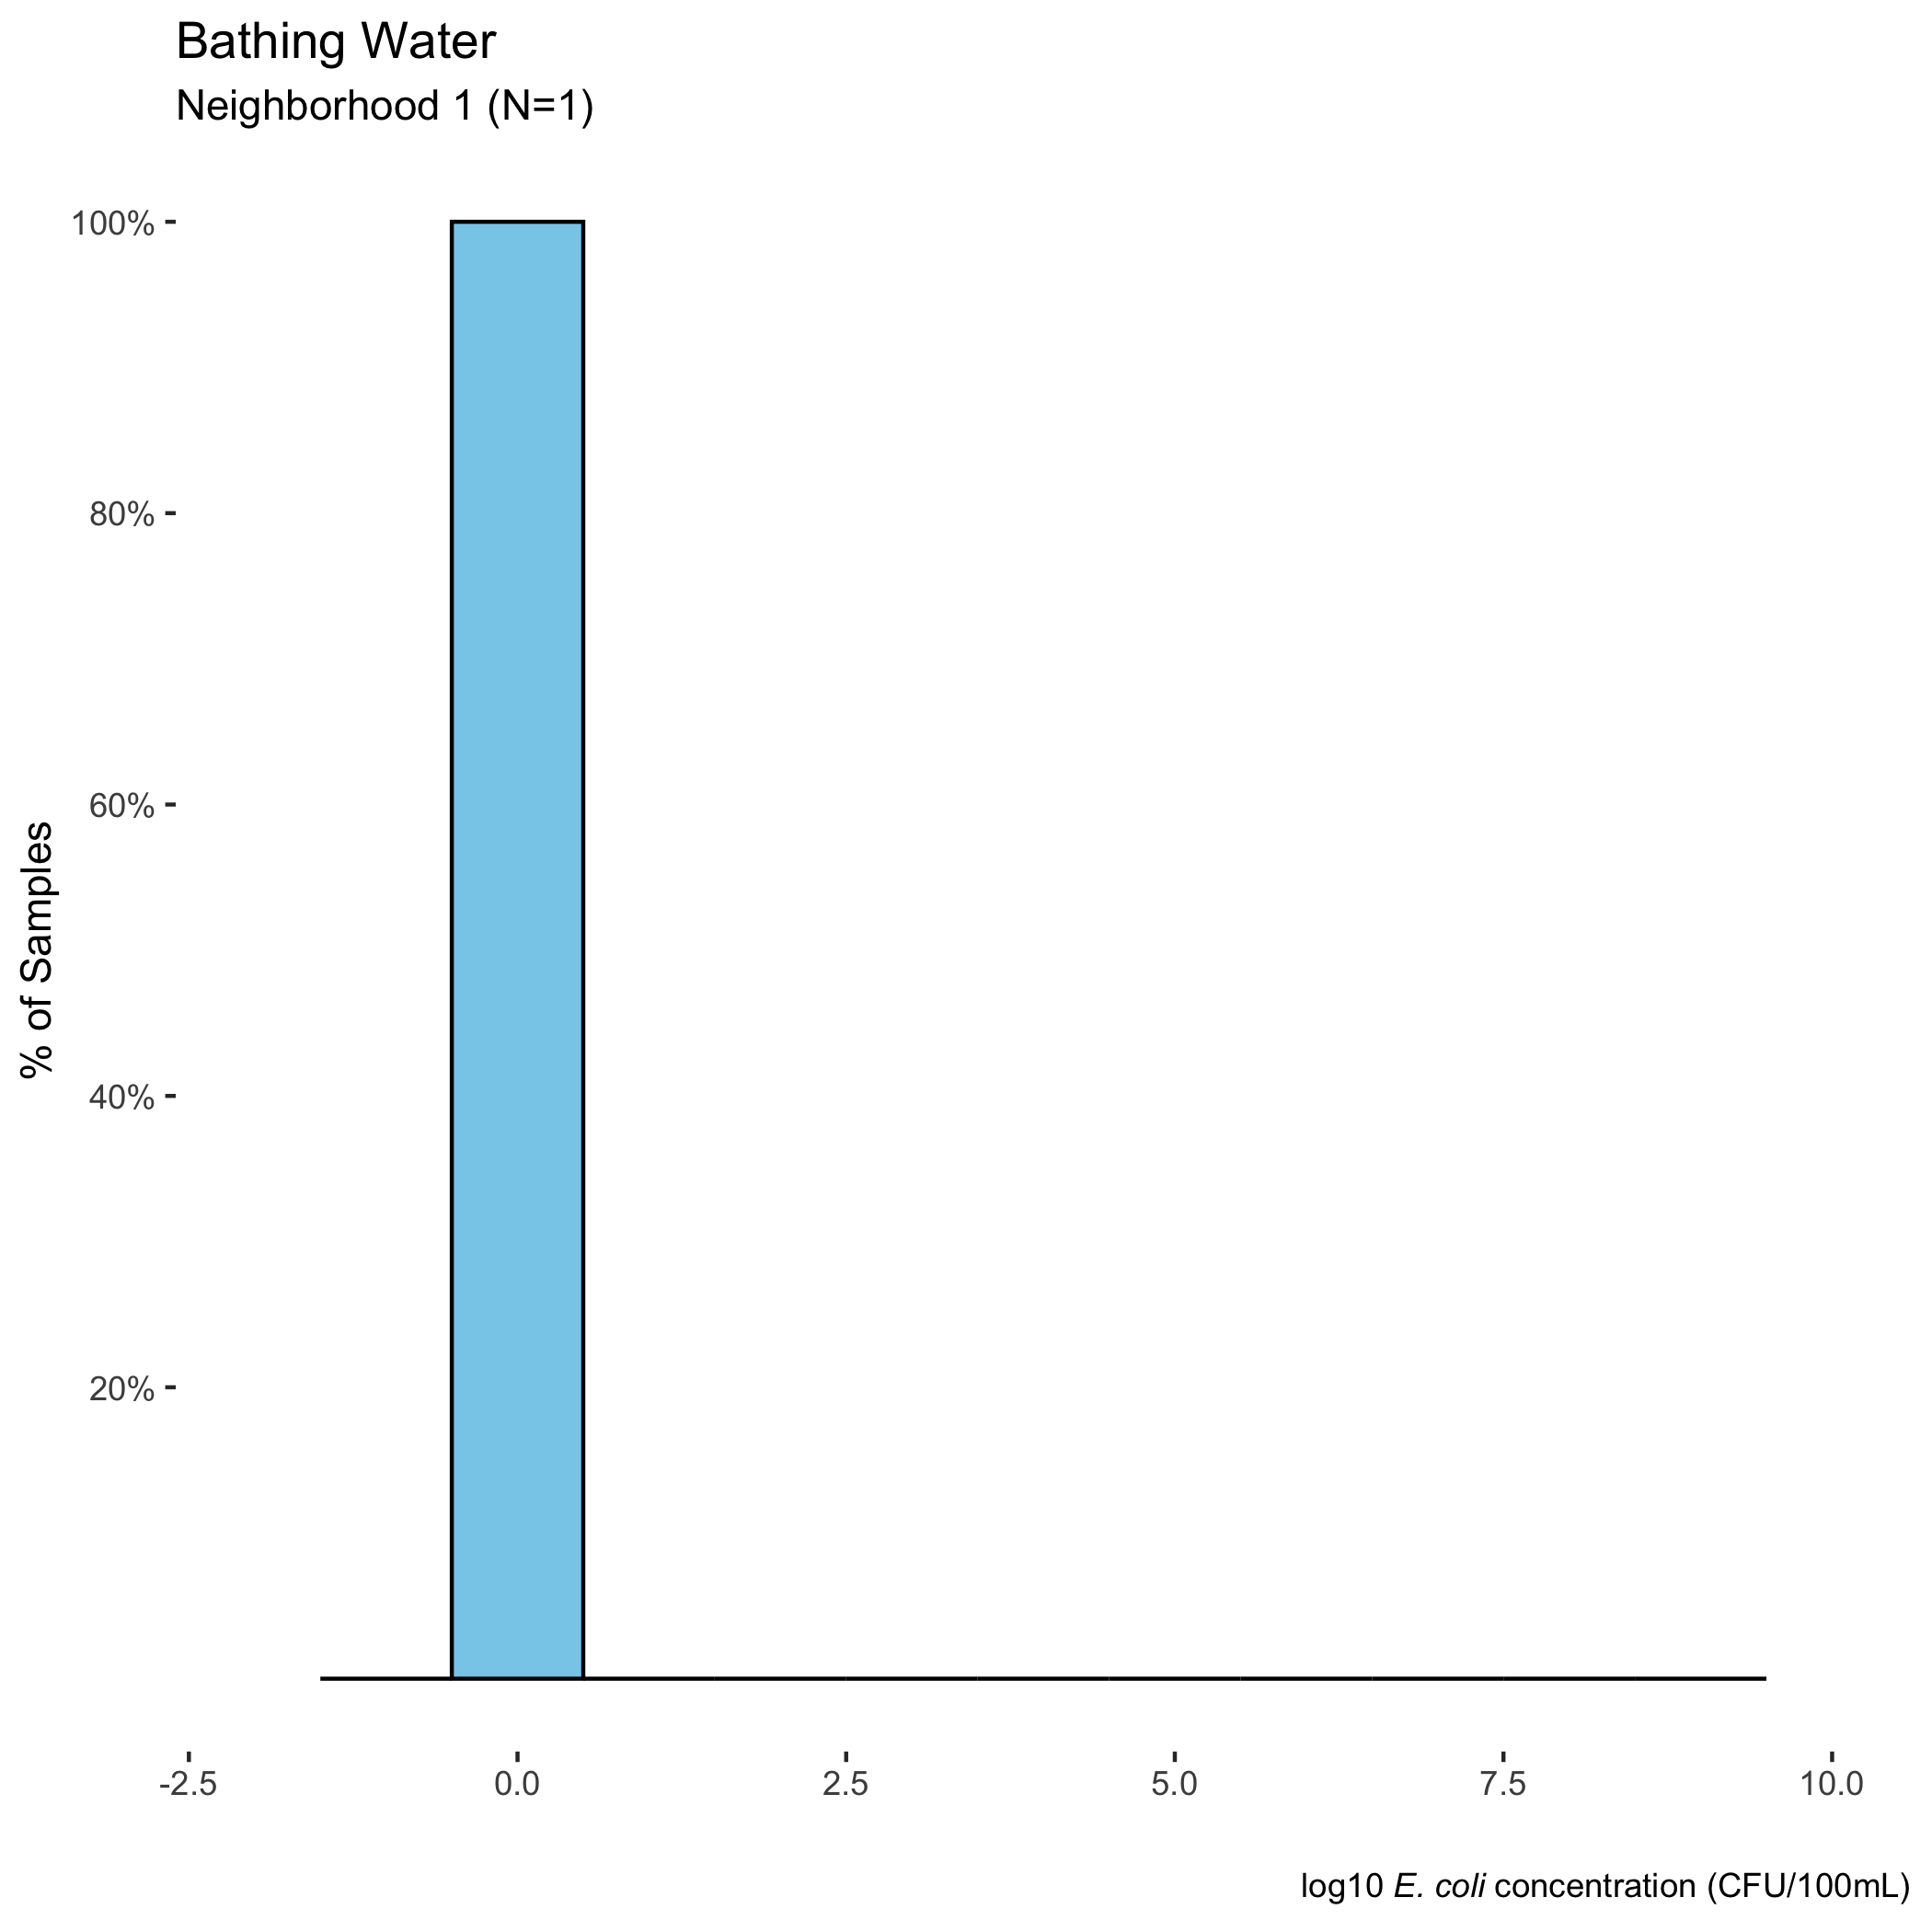 Bathing Water
Neighborhood 1 (N=1)
100%
80%
60%
40%
20%
% of Samples
-2.5 0.0 2.5 5.0 7.5 10.0
log10 E. coli concentration (CFU/100mL)